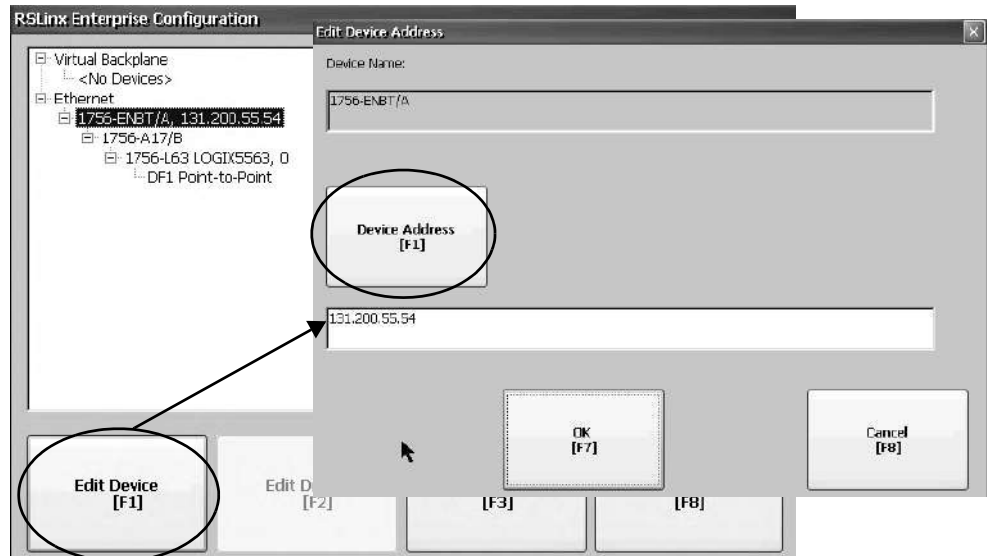 RSLinx Enterprise Configuration
Virtual Backplane
<No Devices>
Ethernet
1756-ENBT/A, 131.200.55.54
1756-A17/B
1756-L63 LOGIX5563, 0
DF1 Point-to-Point
Edit Device
[F1]
Edit D
[F2]
[F3]
[F8]
Edit Device Address
Device Name:
1756-ENBT/A
Device Address
[F1]
131.200.55.54
OK
[F7]
Cancel
[F8]